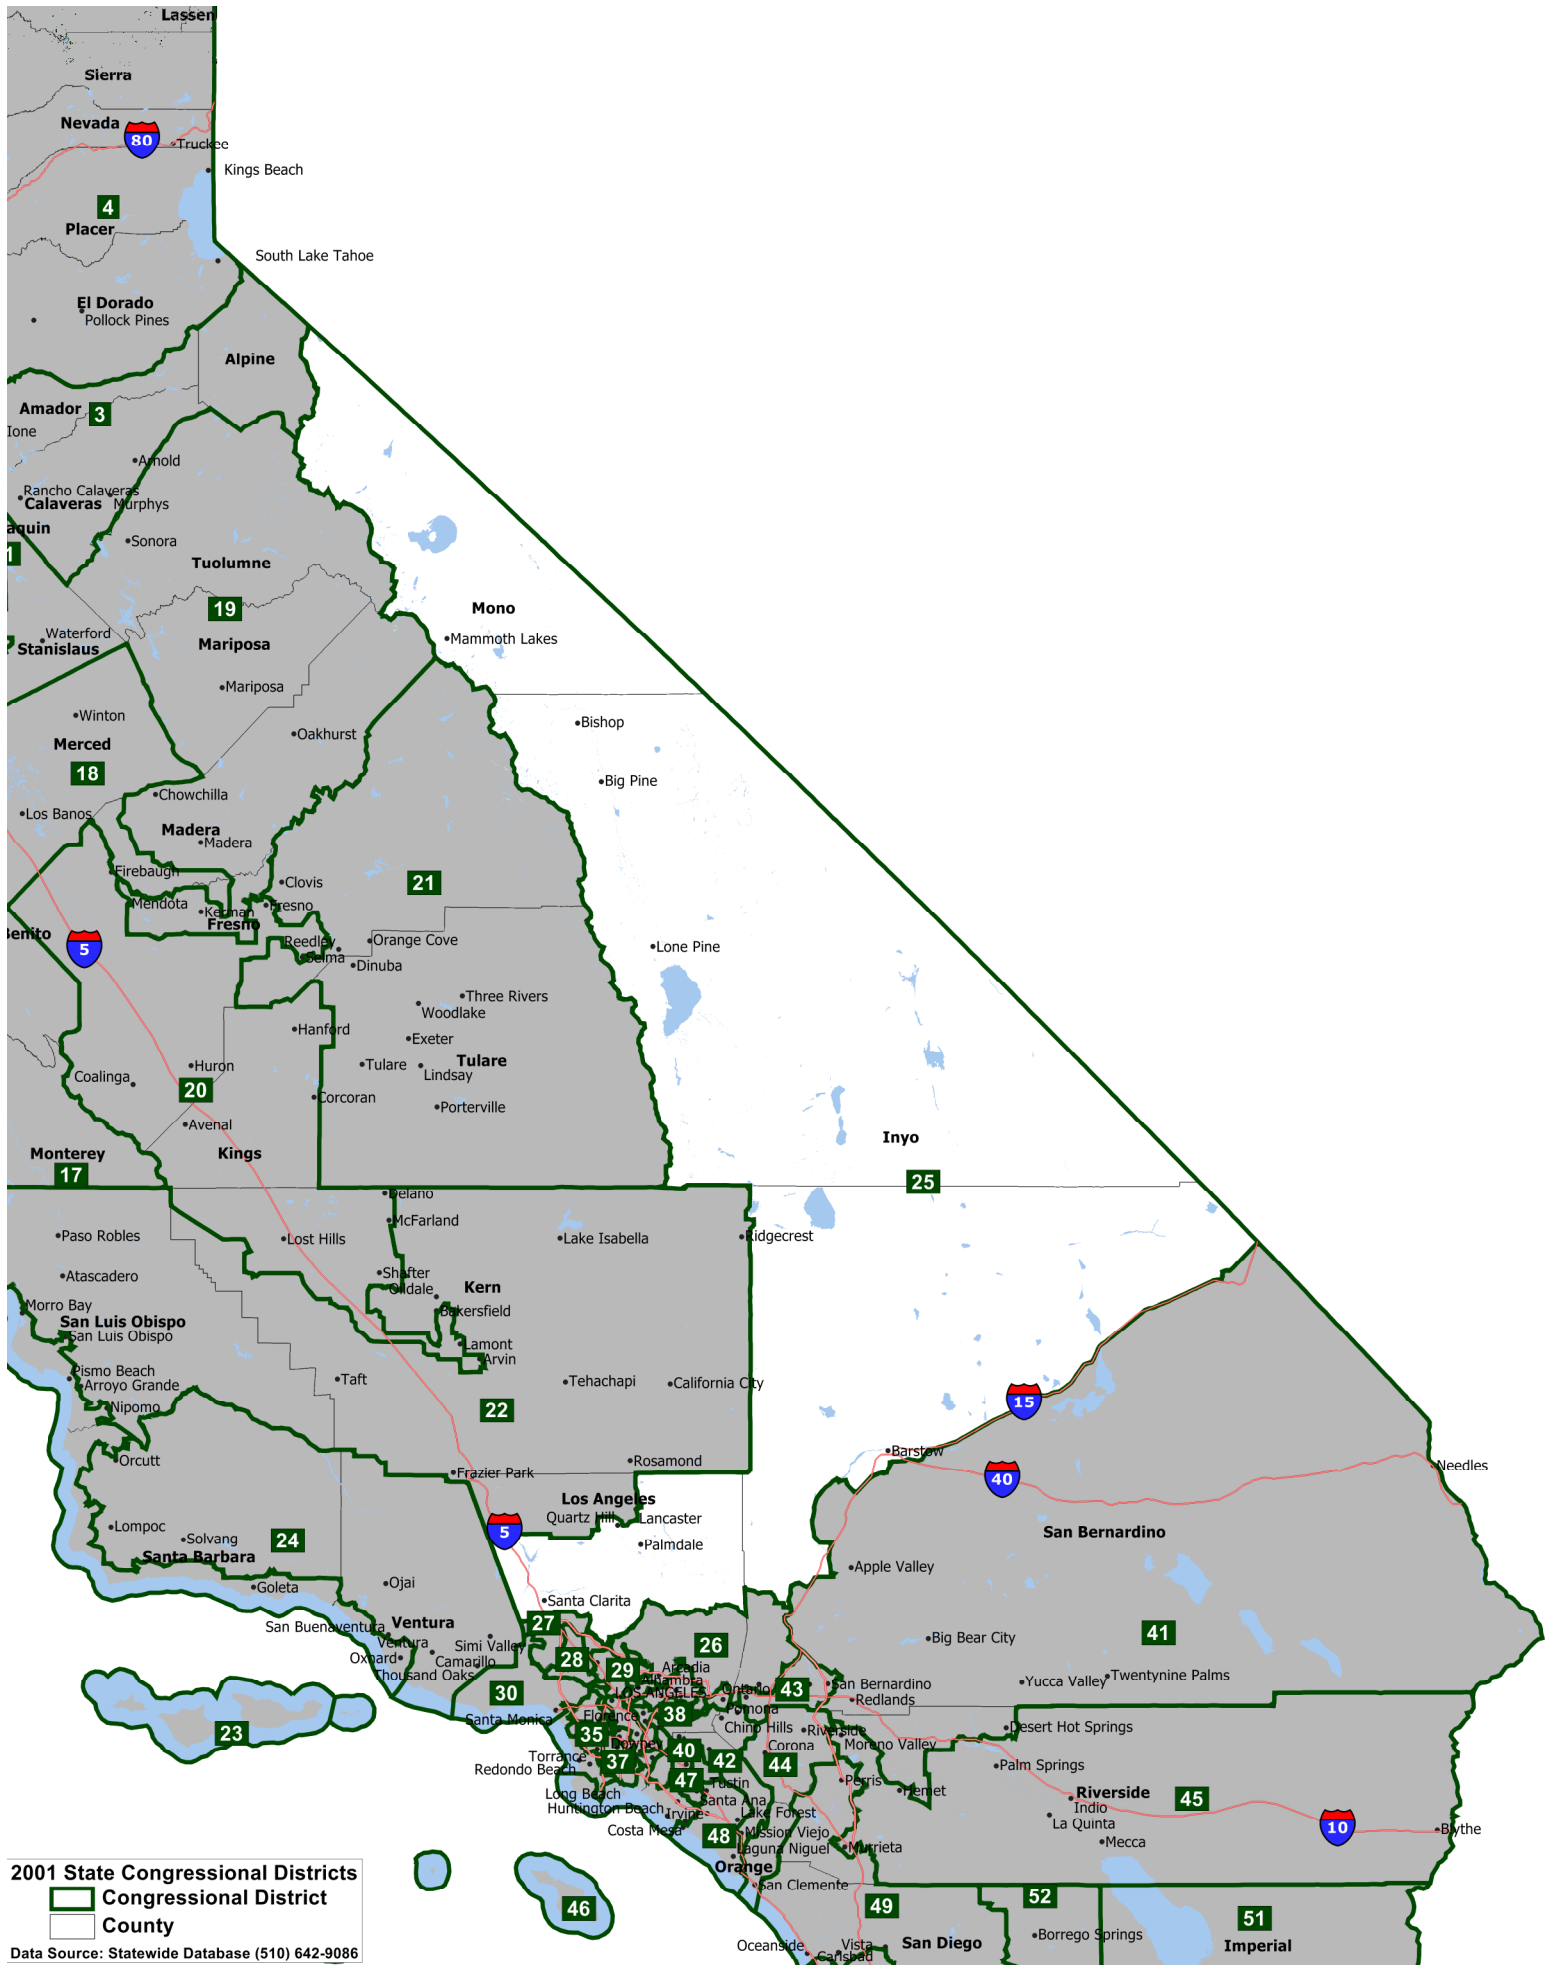 Lassen
Sierra
Nevada
80
Truckee
Kings Beach
4
Placer
South Lake Tahoe
El Dorado
Pollock Pines
Alpine
Amador
3
Ione
Arnold
Rancho Calaveras
Calaveras
Murphys
aquin
1
Sonora
Tuolumne
19
Mono
Waterford
Stanislaus
Mariposa
Mammoth Lakes
Mariposa
Winton
Bishop
Oakhurst
Merced
18
Big Pine
Chowchilla
Los Banos
Madera
Madera
Firebaugh
Clovis
21
Mendota
Kerman
Fresno
Fresno
Benito
5
Reedley
Orange Cove
Lone Pine
Selma
Dinuba
Three Rivers
Woodlake
Hanford
Exeter
Tulare
Tulare
Lindsay
Huron
Coalinga
20
Corcoran
Porterville
Avenal
Inyo
Monterey
Kings
17
25
Delano
McFarland
Paso Robles
Lost Hills
Lake Isabella
Ridgecrest
Atascadero
Shafter
Oildale
Kern
Morro Bay
Bakersfield
San Luis Obispo
San Luis Obispo
Lamont
Arvin
Pismo Beach
Arroyo Grande
Taft
Tehachapi
California City
Nipomo
22
15
Orcutt
Barstow
Rosamond
Frazier Park
Needles
40
Los Angeles
Quartz Hill
Lancaster
Lompoc
5
San Bernardino
Solvang
24
Palmdale
Santa Barbara
Apple Valley
Goleta
Ojai
Santa Clarita
San Buenaventura
Ventura
27
Ventura
Simi Valley
26
Big Bear City
41
Oxnard
Camarillo
28
Thousand Oaks
29
Arcadia
Alhambra
Twentynine Palms
Yucca Valley
30
LOS ANGELES
Ontario
43
San Bernardino
Redlands
Santa Monica
Florence
38
Pomona
23
35
Chino Hills
Riverside
Desert Hot Springs
Downey
Corona
Moreno Valley
Torrance
37
40
42
44
Palm Springs
Redondo Beach
47
Tustin
Perris
Hemet
Riverside
45
Long Beach
Santa Ana
Indio
Huntington Beach
Irvine
Lake Forest
La Quinta
10
Blythe
Costa Mesa
48
Mission Viejo
Mecca
Laguna Niguel
Murrieta
Orange
San Clemente
46
49
52
51
Borrego Springs
Oceanside
Vista
San Diego
Imperial
Carlsbad
2001 State Congressional Districts
Congressional District
County
Data Source: Statewide Database (510) 642-9086